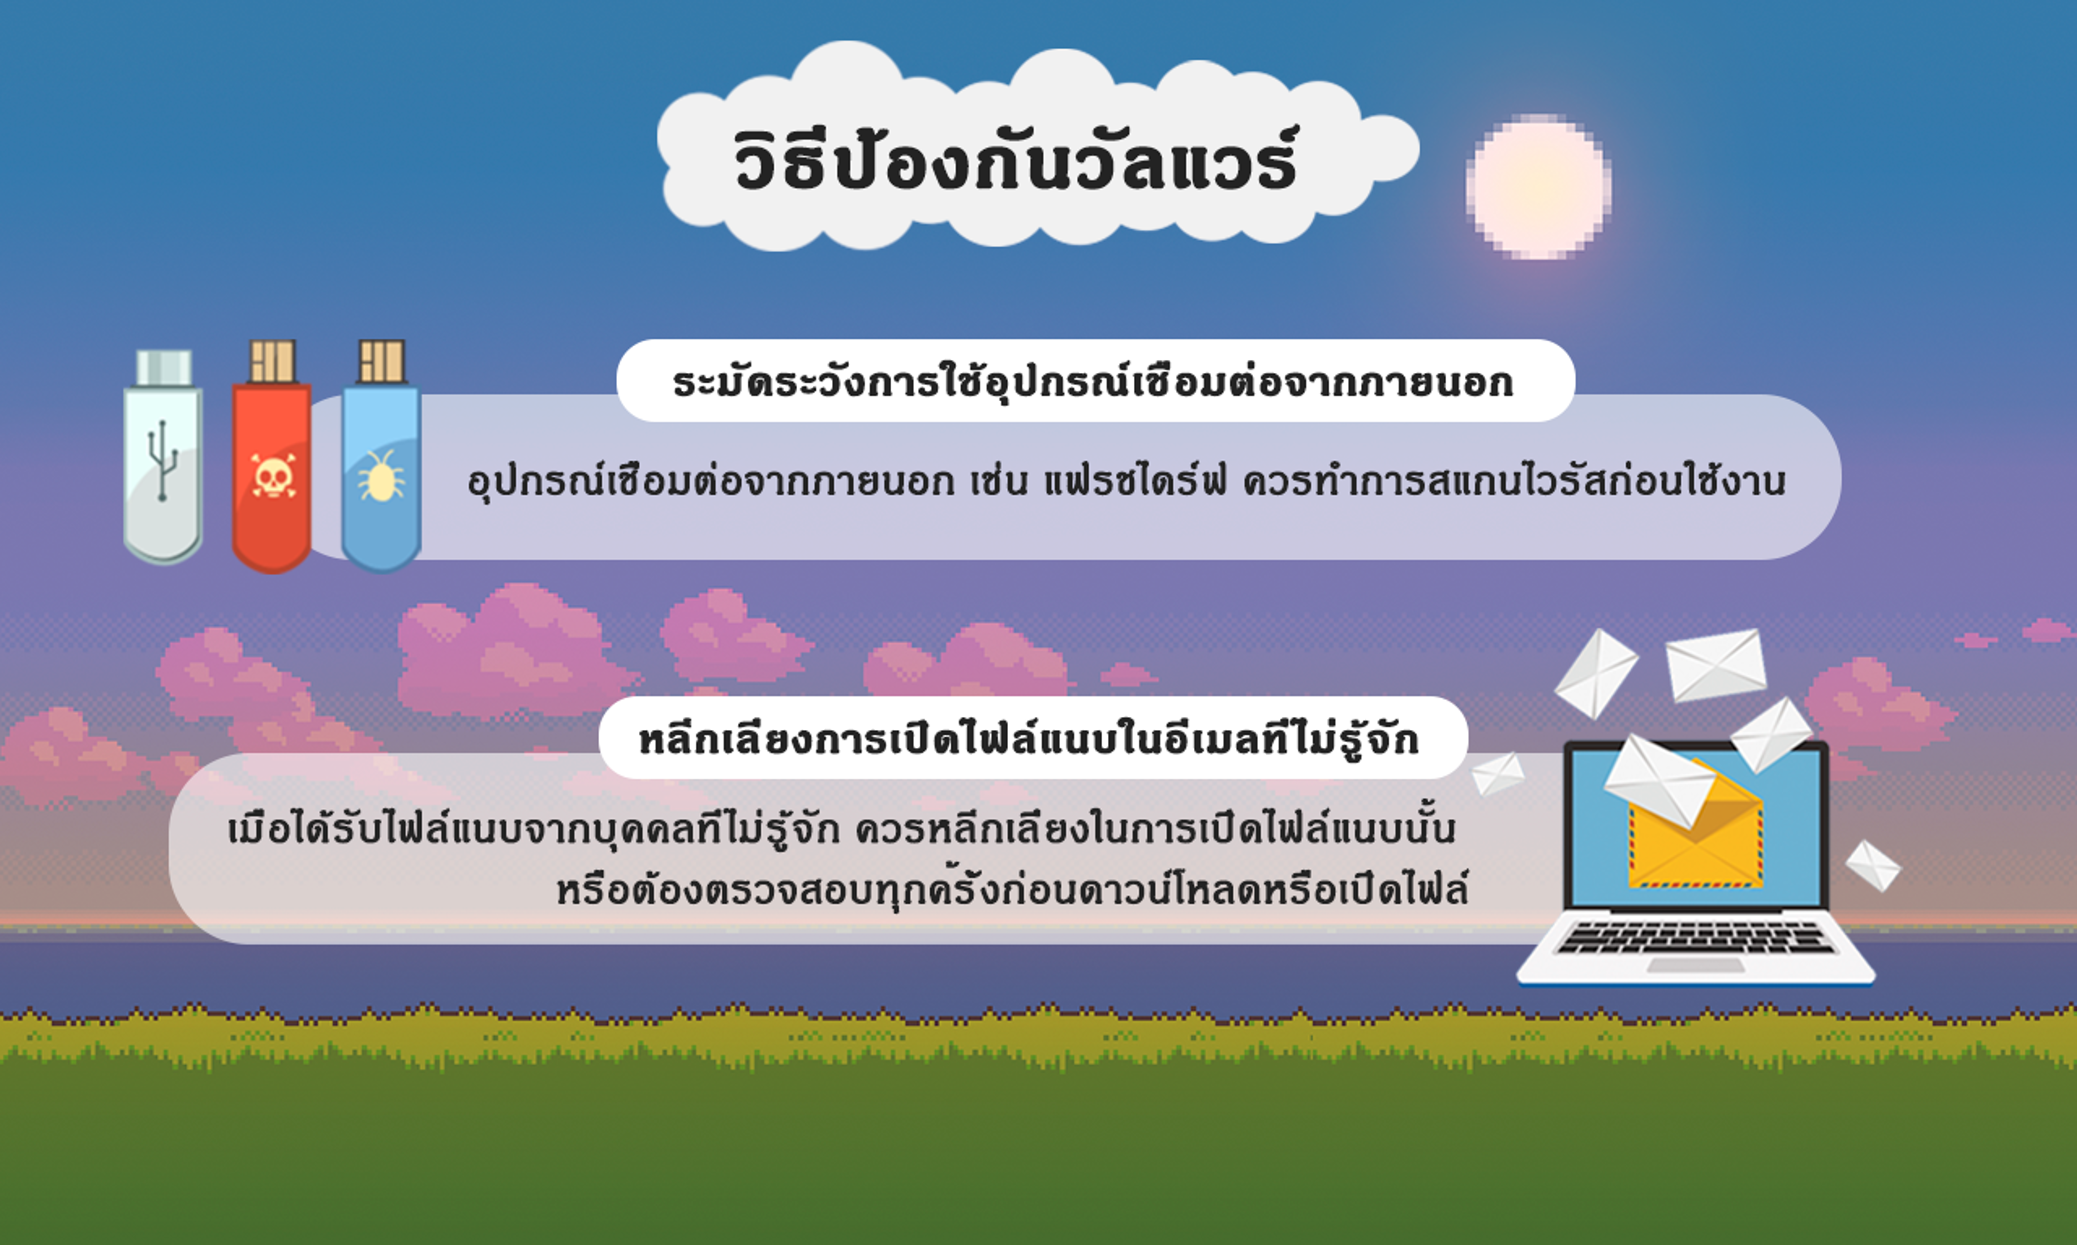 วิธีป้องกันวัลแวร์
ระมัดระวังการใช้อุปกรณ์เชื่อมต่อจากภายนอก
อุปกรณ์เชื่อมต่อจากภายนอก เช่น แฟรชไดร์ฟ ควรทำการสแกนไวรัสก่อนใช้งาน
หลีกเลี่ยงการเปิดไฟล์แนบในอีเมลที่ไม่รู้จัก
เมื่อได้รับไฟล์แนบจากบุคคลที่ไม่รู้จัก ควรหลีกเลี่ยงในการเปิดไฟล์แนบนั้น
หรือต้องตรวจสอบทุกค้รังก่อนดาวน์โหลดหรือเปิดไฟล์